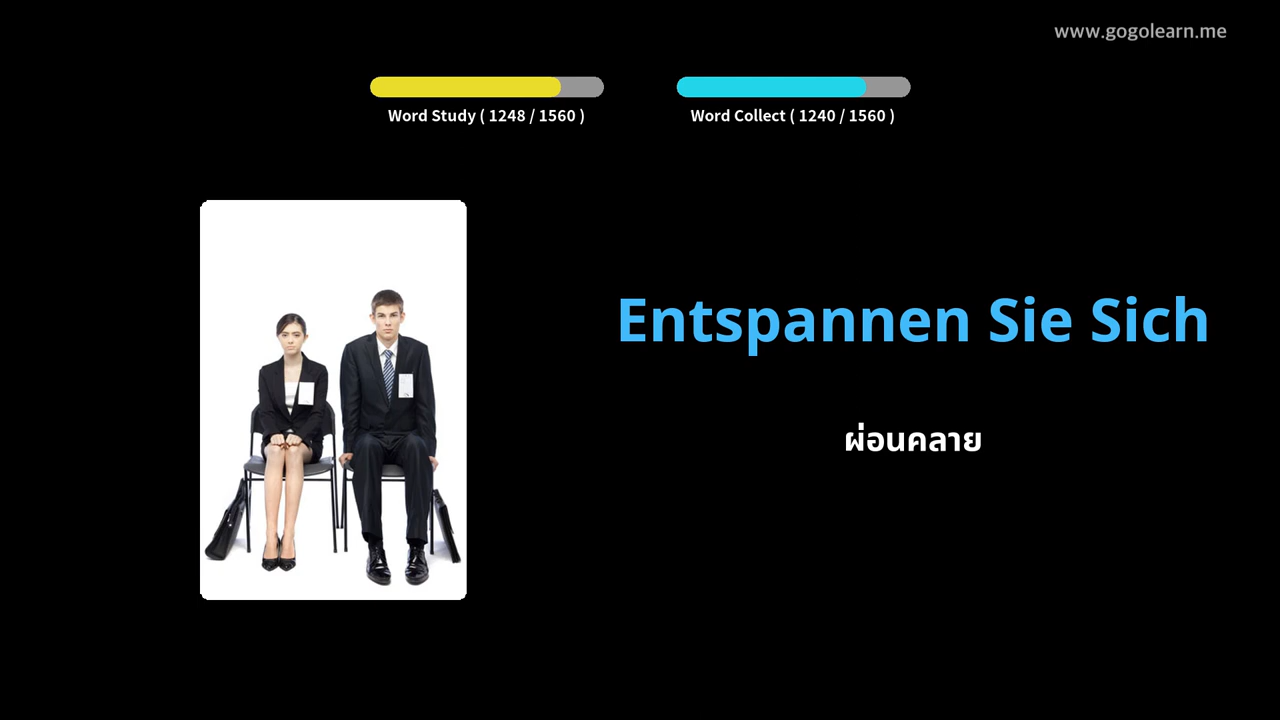 www.gogolearn.me
Word Study ( 1248 / 1560 )
Word Collect ( 1240 / 1560 )
Entspannen Sie Sich
ผ่อนคลาย